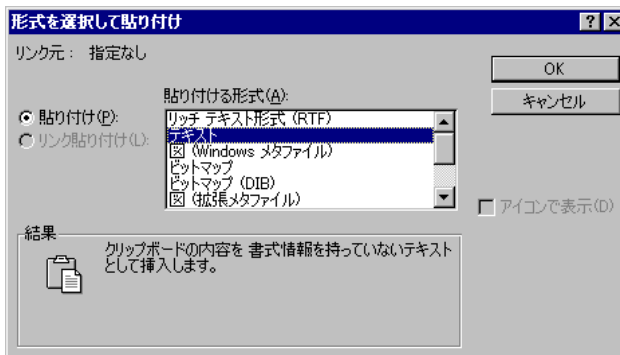 形式を選択して貼り付け
リンク元： 指定なし
貼り付ける形式(A):
貼り付け(P):
リンク貼り付け(L):
リッチ テキスト形式 (RTF)
テキスト
図 (Windows メタファイル)
ビットマップ
ビットマップ (DIB)
図 (拡張メタファイル)
OK
キャンセル
アイコンで表示(D)
結果
クリップボードの内容を 書式情報を持っていないテキスト
として挿入します。